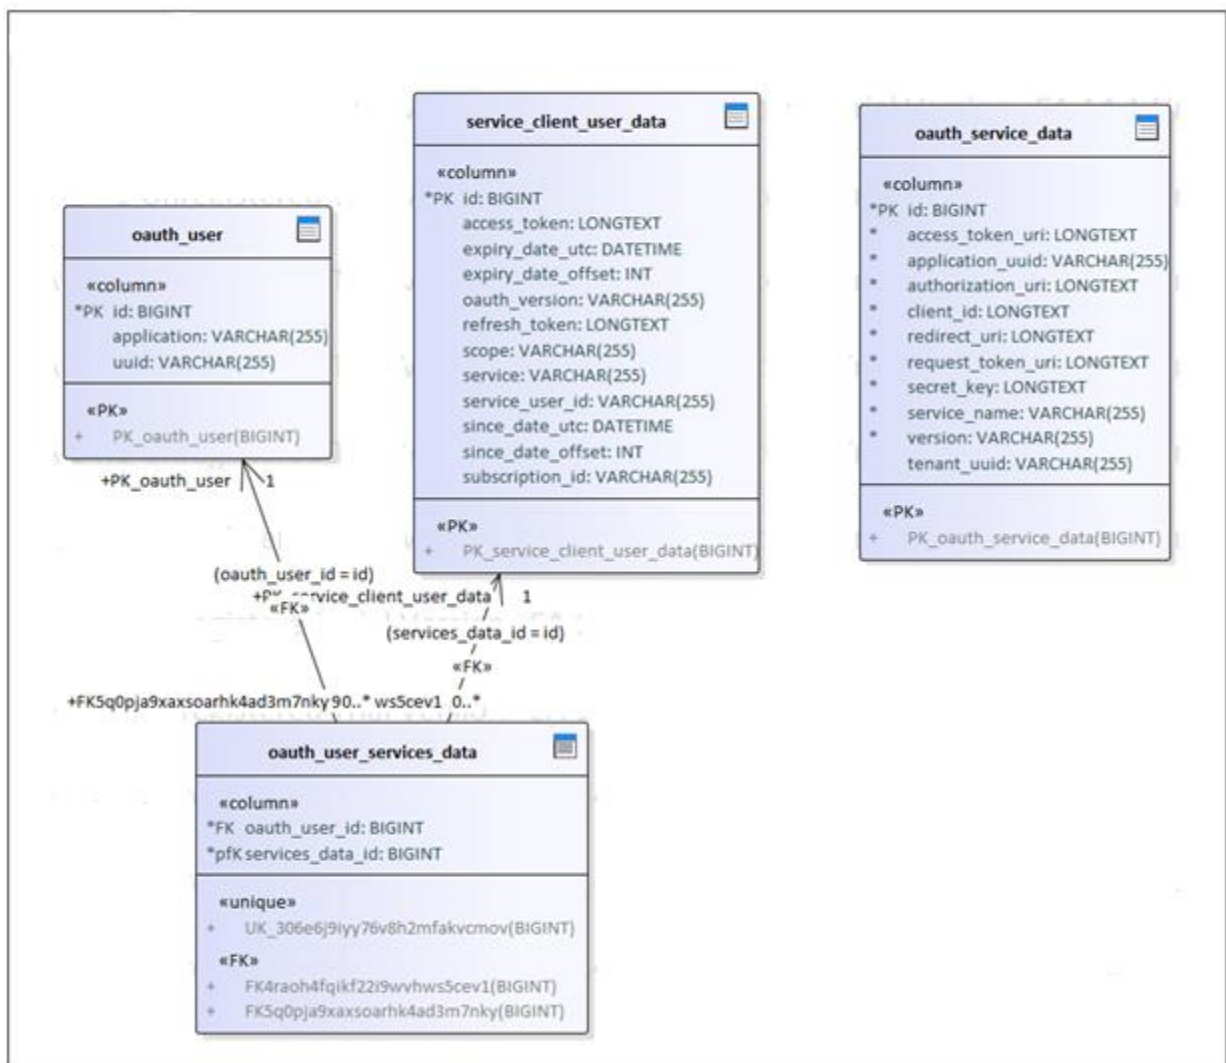 service_client_user_data
«column»
*PK id: BIGINT
access_token: LONGTEXT
expiry_date_utc: DATETIME
expiry_date_offset: INT
oauth_version: VARCHAR(255)
refresh_token: LONGTEXT
scope: VARCHAR(255)
service: VARCHAR(255)
service_user_id: VARCHAR(255)
since_date_utc: DATETIME
since_date_offset: INT
subscription_id: VARCHAR(255)
«PK»
+ PK_service_client_user_data(BIGINT)
oauth_service_data
«column»
*PK id: BIGINT
* access_token_uri: LONGTEXT
* application_uuid: VARCHAR(255)
* authorization_uri: LONGTEXT
* client_id: LONGTEXT
* redirect_uri: LONGTEXT
* request_token_uri: LONGTEXT
* secret_key: LONGTEXT
* service_name: VARCHAR(255)
* version: VARCHAR(255)
tenant_uuid: VARCHAR(255)
«PK»
+ PK_oauth_service_data(BIGINT)
oauth_user
«column»
*PK id: BIGINT
application: VARCHAR(255)
uuid: VARCHAR(255)
«PK»
+ PK_oauth_user(BIGINT)
+PK_oauth_user 1
(oauth_user_id = id)
+PK_service_client_user_data 1
«FK»
(services_data_id = id)
«FK»
+FK5q0pja9xaxsoarhk4ad3m7nky 90..* ws5cev1 0..*
oauth_user_services_data
«column»
*FK oauth_user_id: BIGINT
*pfK services_data_id: BIGINT
«unique»
+ UK_306e6j9iyy76v8h2mfakvcmov(BIGINT)
«FK»
+ FK4raoh4fqikf22i9wvhws5cev1(BIGINT)
+ FK5q0pja9xaxsoarhk4ad3m7nky(BIGINT)